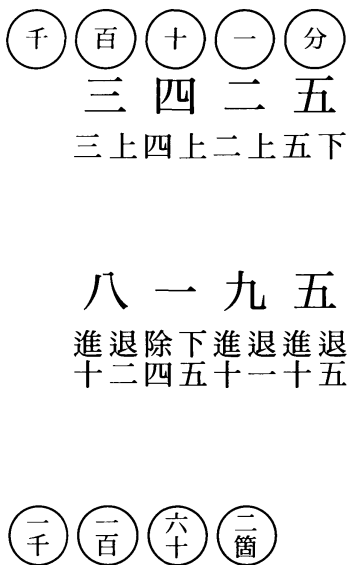 千 百 十 一 分
三 四 二 五
三上 四上 二上 五下
八 一 九 五
進十 退二 除四 下五 進十 退一 進十 退五
一千 一百 六十 二箇